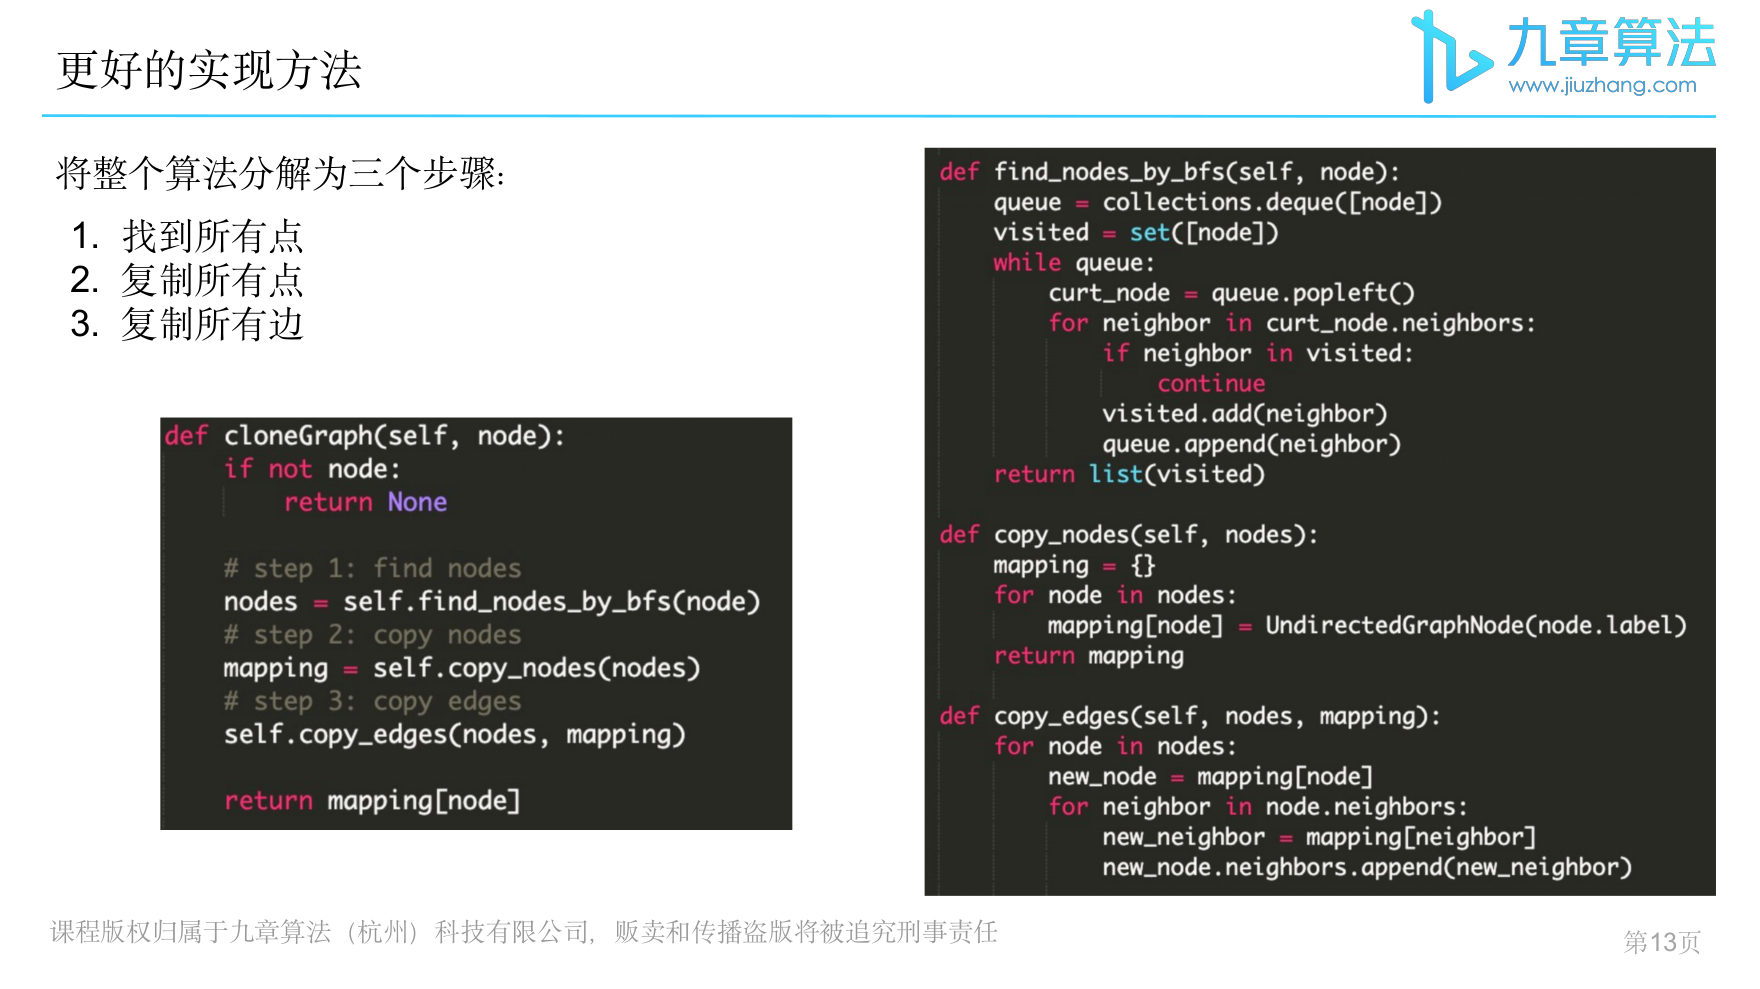 更好的实现方法
九章算法
www.jiuzhang.com
将整个算法分解为三个步骤:
1. 找到所有点
2. 复制所有点
3. 复制所有边
def cloneGraph(self, node):
    if not node:
        return None

    # step 1: find nodes
    nodes = self.find_nodes_by_bfs(node)
    # step 2: copy nodes
    mapping = self.copy_nodes(nodes)
    # step 3: copy edges
    self.copy_edges(nodes, mapping)

    return mapping[node]
def find_nodes_by_bfs(self, node):
    queue = collections.deque([node])
    visited = set([node])
    while queue:
        curt_node = queue.popleft()
        for neighbor in curt_node.neighbors:
            if neighbor in visited:
                continue
            visited.add(neighbor)
            queue.append(neighbor)
    return list(visited)

def copy_nodes(self, nodes):
    mapping = {}
    for node in nodes:
        mapping[node] = UndirectedGraphNode(node.label)
    return mapping

def copy_edges(self, nodes, mapping):
    for node in nodes:
        new_node = mapping[node]
        for neighbor in node.neighbors:
            new_neighbor = mapping[neighbor]
            new_node.neighbors.append(new_neighbor)
课程版权归属于九章算法（杭州）科技有限公司，贩卖和传播盗版将被追究刑事责任
第13页